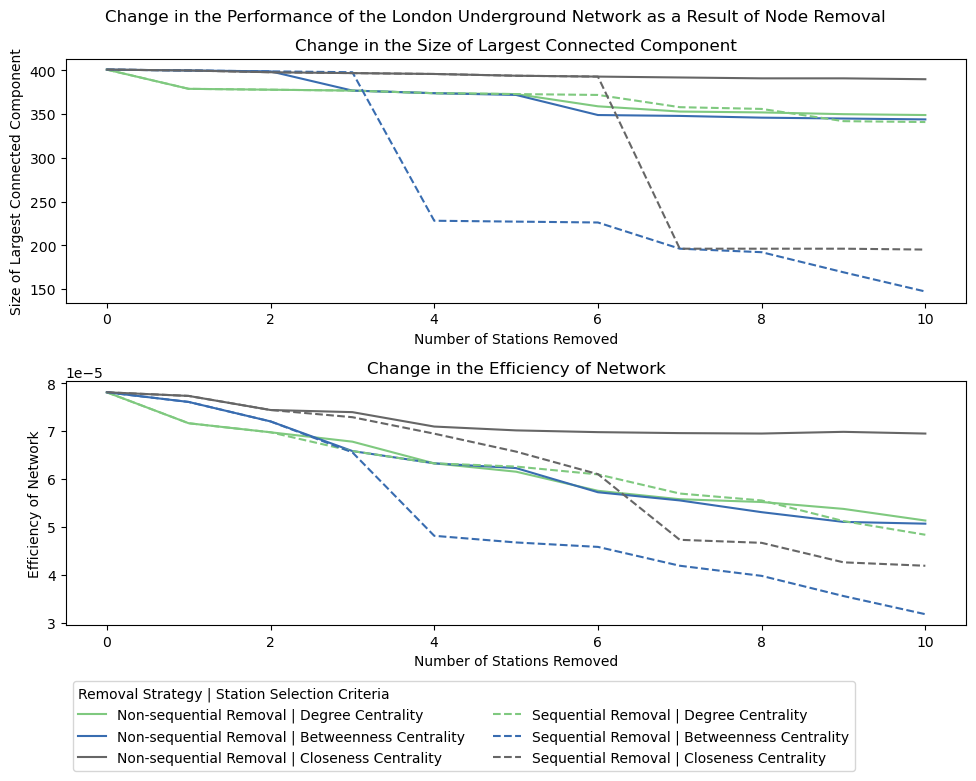 Change in the Performance of the London Underground Network as a Result of Node Removal
Change in the Size of Largest Connected Component
Size of Largest Connected Component
400
350
300
250
200
150
0 2 4 6 8 10
Number of Stations Removed
Change in the Efficiency of Network
1e−5
Efficiency of Network
8
7
6
5
4
3
0 2 4 6 8 10
Number of Stations Removed
Removal Strategy | Station Selection Criteria
Non-sequential Removal | Degree Centrality
Non-sequential Removal | Betweenness Centrality
Non-sequential Removal | Closeness Centrality
Sequential Removal | Degree Centrality
Sequential Removal | Betweenness Centrality
Sequential Removal | Closeness Centrality